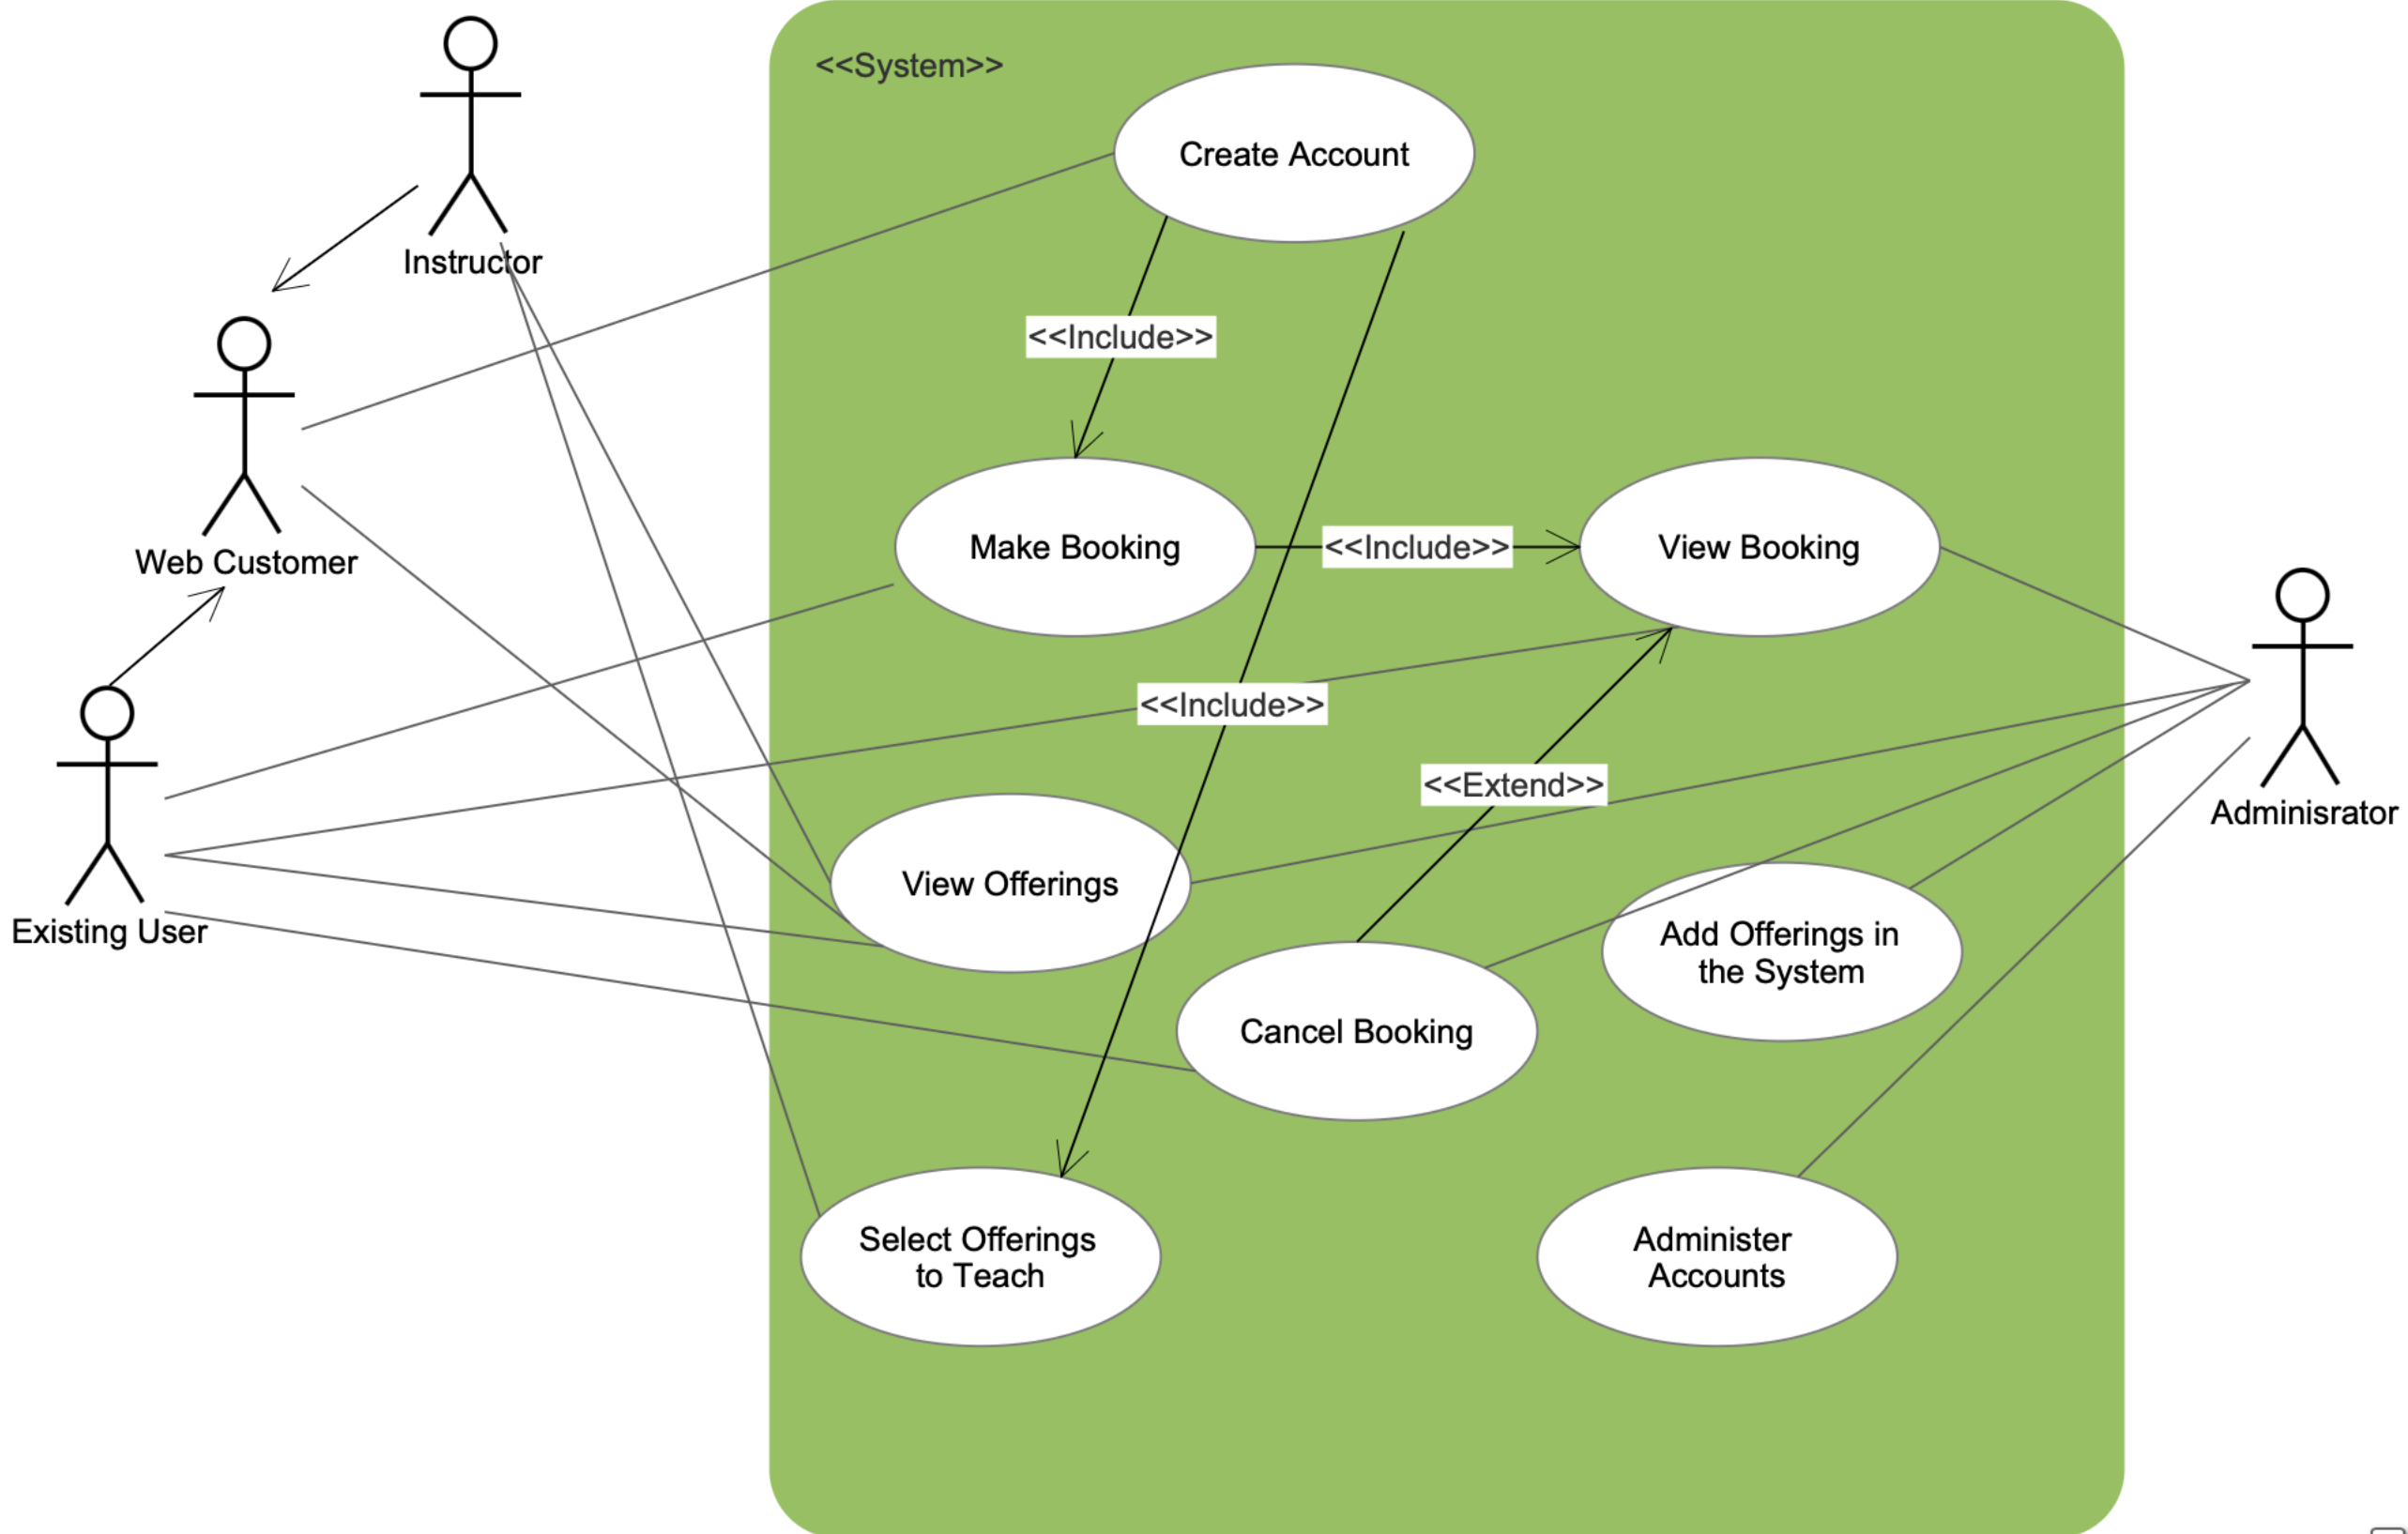 <<System>>
Create Account
Instructor
<<Include>>
Make Booking
<<Include>>
View Booking
Web Customer
<<Include>>
<<Extend>>
Adminisrator
View Offerings
Existing User
Add Offerings in
the System
Cancel Booking
Select Offerings
to Teach
Administer
Accounts